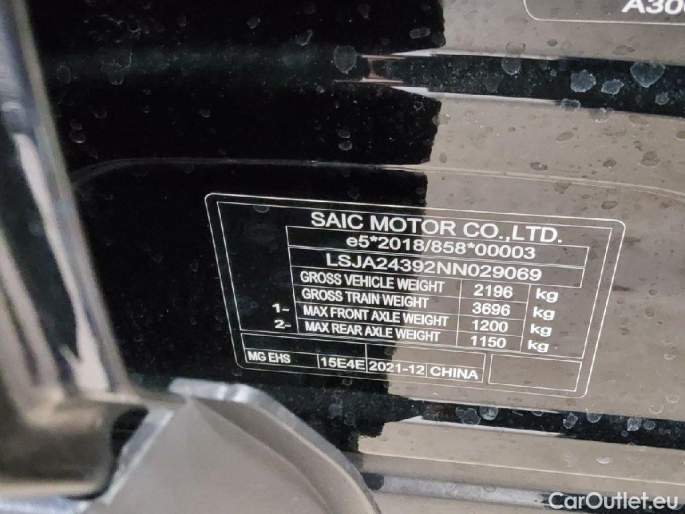 A300
SAIC MOTOR CO.,LTD.
e5*2018/858*00003
LSJA24392NN029069
GROSS VEHICLE WEIGHT 2196 kg
GROSS TRAIN WEIGHT 3696 kg
1- MAX FRONT AXLE WEIGHT 1200 kg
2- MAX REAR AXLE WEIGHT 1150 kg
MG EHS 15E4E 2021-12 CHINA
CarOutlet.eu